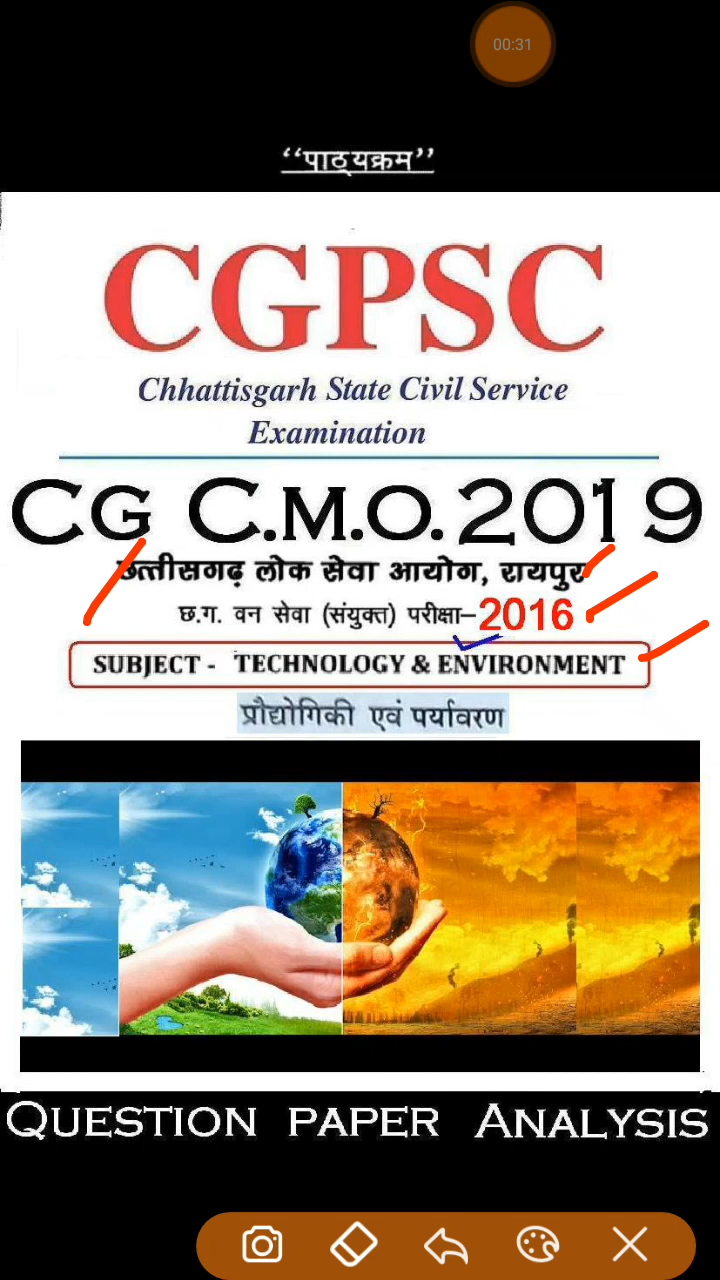 00:31
“पाठ्यक्रम”
CGPSC
Chhattisgarh State Civil Service
Examination
CG C.M.O. 2019
छत्तीसगढ़ लोक सेवा आयोग, रायपुर
छ.ग. वन सेवा (संयुक्त) परीक्षा–2016
SUBJECT - TECHNOLOGY & ENVIRONMENT
प्रौद्योगिकी एवं पर्यावरण
QUESTION PAPER ANALYSIS